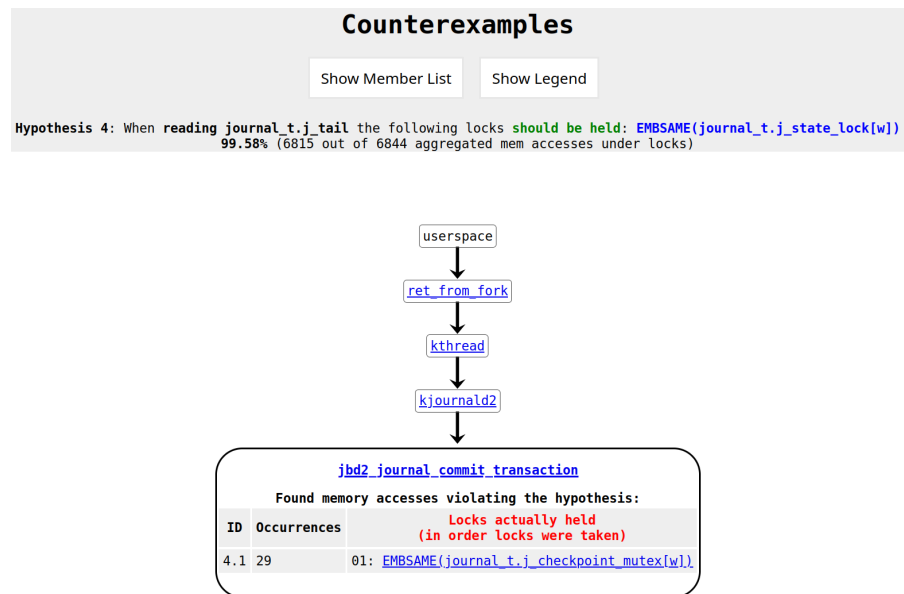 Counterexamples
Show Member List Show Legend
Hypothesis 4: When reading journal_t.j_tail the following locks should be held: EMBSAME(journal_t.j_state_lock[w])
99.58% (6815 out of 6844 aggregated mem accesses under locks)
userspace
ret_from_fork
kthread
kjournald2
jbd2_journal_commit_transaction
Found memory accesses violating the hypothesis:
ID Occurrences Locks actually held
(in order locks were taken)
4.1 29 01: EMBSAME(journal_t.j_checkpoint_mutex[w])